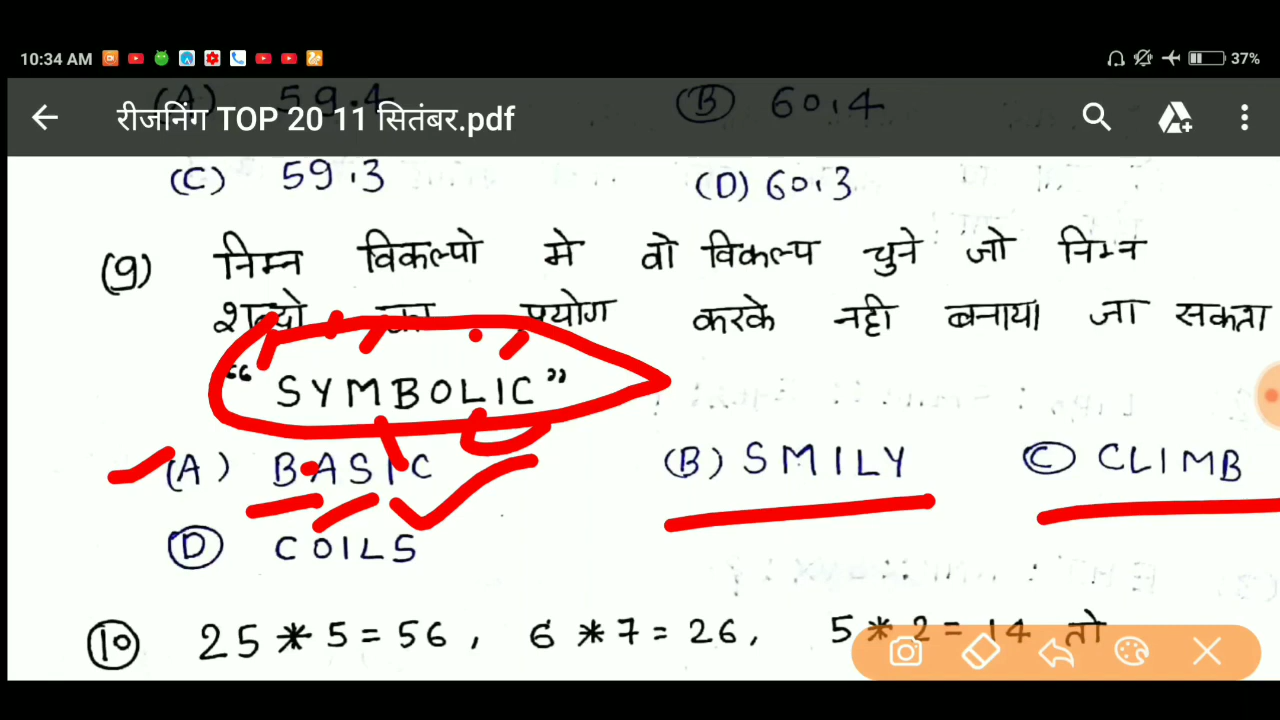 10:34 AM 37%
(A) 59.4 (B) 60.4
रीजनिंग TOP 20 11 सितंबर.pdf
(C) 59.3 (D) 60.3
(9) निम्न विकल्पो मे वो विकल्प चुने जो निम्न
शब्दो का प्रयोग करके नही बनाया जा सकता
“SYMBOLIC”
(A) BASIC (B) SMILY (C) CLIMB
(D) COILS
(10) 25 * 5 = 56, 6 * 7 = 26, 5 * 2 = 14 तो